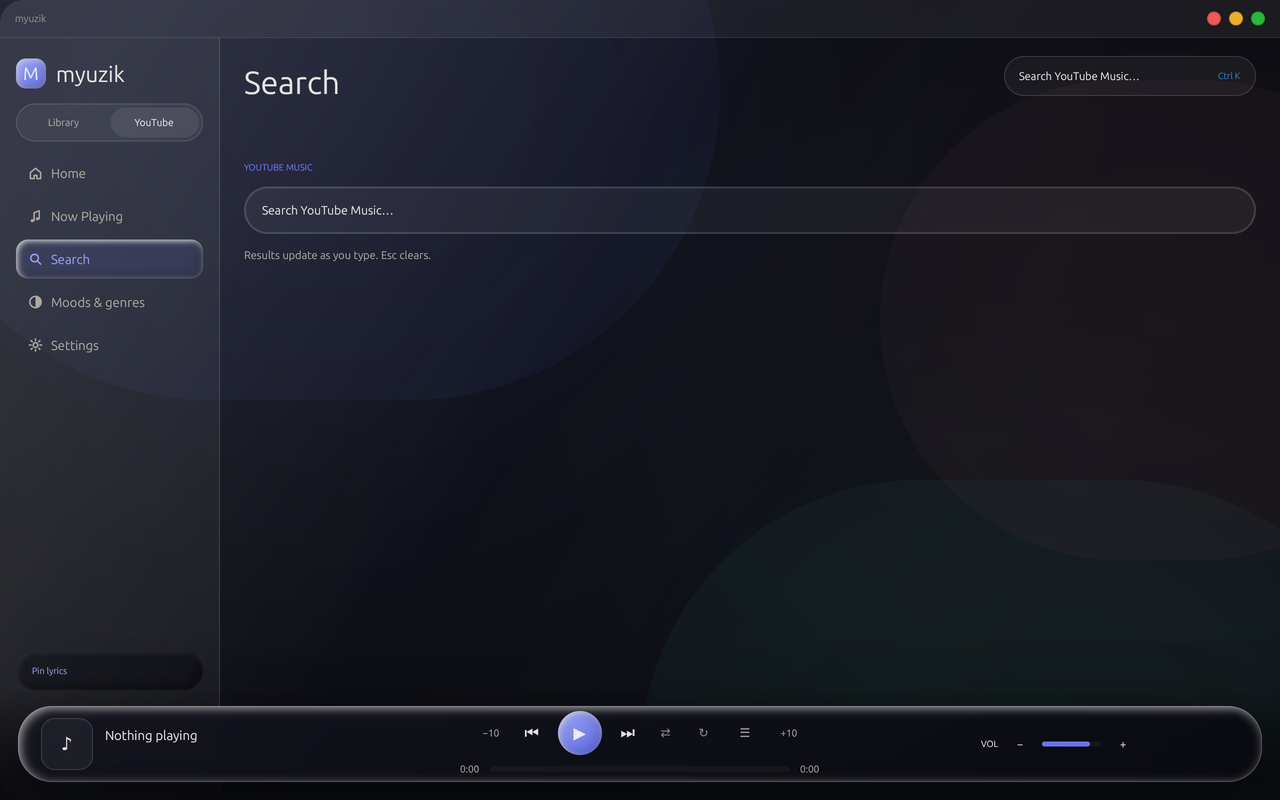 myuzik
M myuzik
Library YouTube
Home
Now Playing
Search
Moods & genres
Settings
Pin lyrics
Search
Search YouTube Music... Ctrl K
YOUTUBE MUSIC
Search YouTube Music...
Results update as you type. Esc clears.
Nothing playing
−10 +10
0:00 0:00
VOL − +